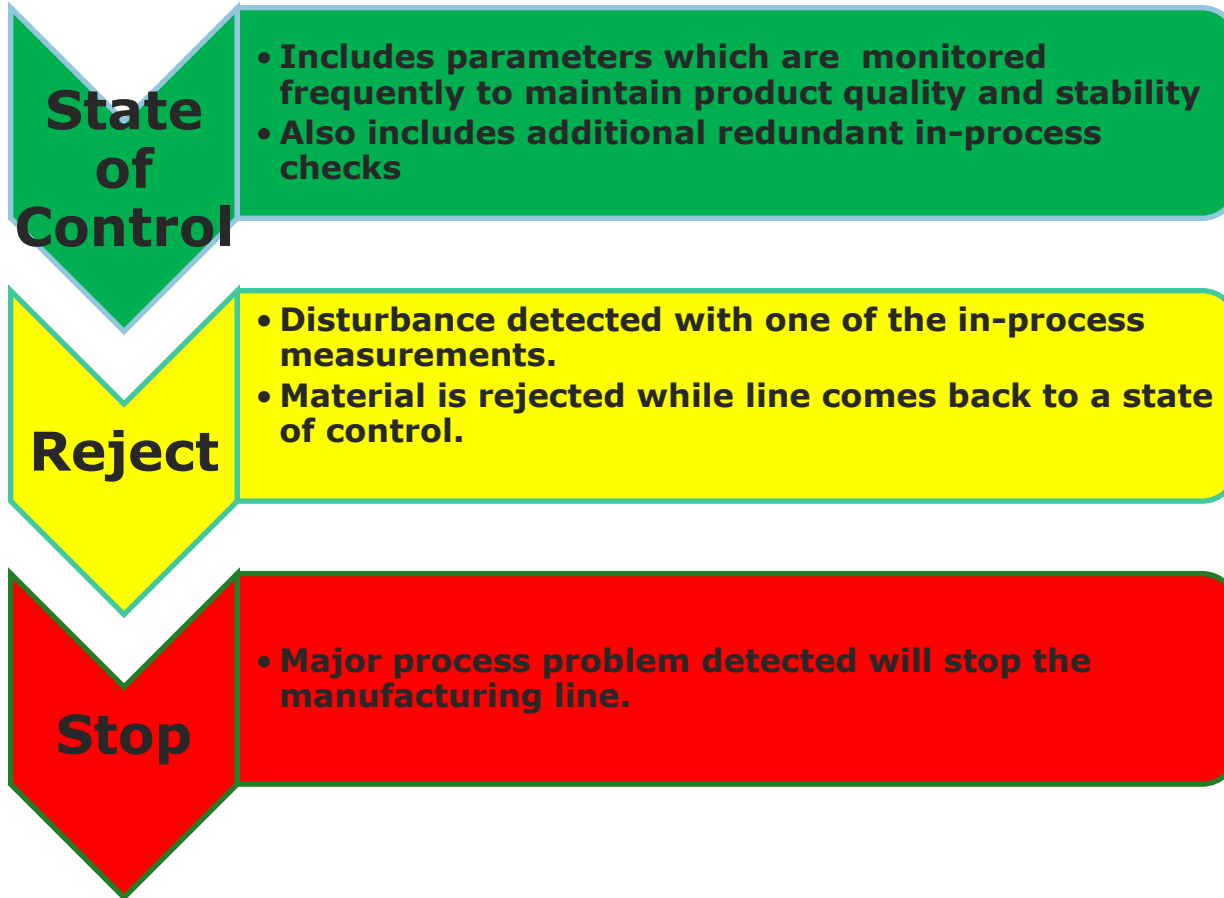 State
of
Control
• Includes parameters which are  monitored
frequently to maintain product quality and stability
• Also includes additional redundant in-process
checks
Reject
• Disturbance detected with one of the in-process
measurements.
• Material is rejected while line comes back to a state
of control.
Stop
• Major process problem detected will stop the
manufacturing line.